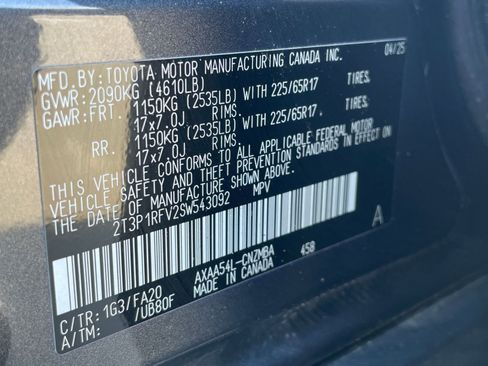 MFD. BY: TOYOTA MOTOR MANUFACTURING CANADA INC. 04/25
GVWR: 2090KG (4610LB)
GAWR: FRT. 1150KG (2535LB) WITH 225/65R17 TIRES.
17x7.0J RIMS.
RR. 1150KG (2535LB) WITH 225/65R17 TIRES.
17x7.0J RIMS.
THIS VEHICLE CONFORMS TO ALL APPLICABLE FEDERAL MOTOR
VEHICLE SAFETY AND THEFT PREVENTION STANDARDS IN EFFECT ON
THE DATE OF MANUFACTURE SHOWN ABOVE.
2T3P1RFV2SW543092 MPV
A
AXAA54L-CNZMBA 458
C/TR: 1G3/FA20 MADE IN CANADA
A/TM: /UB80F